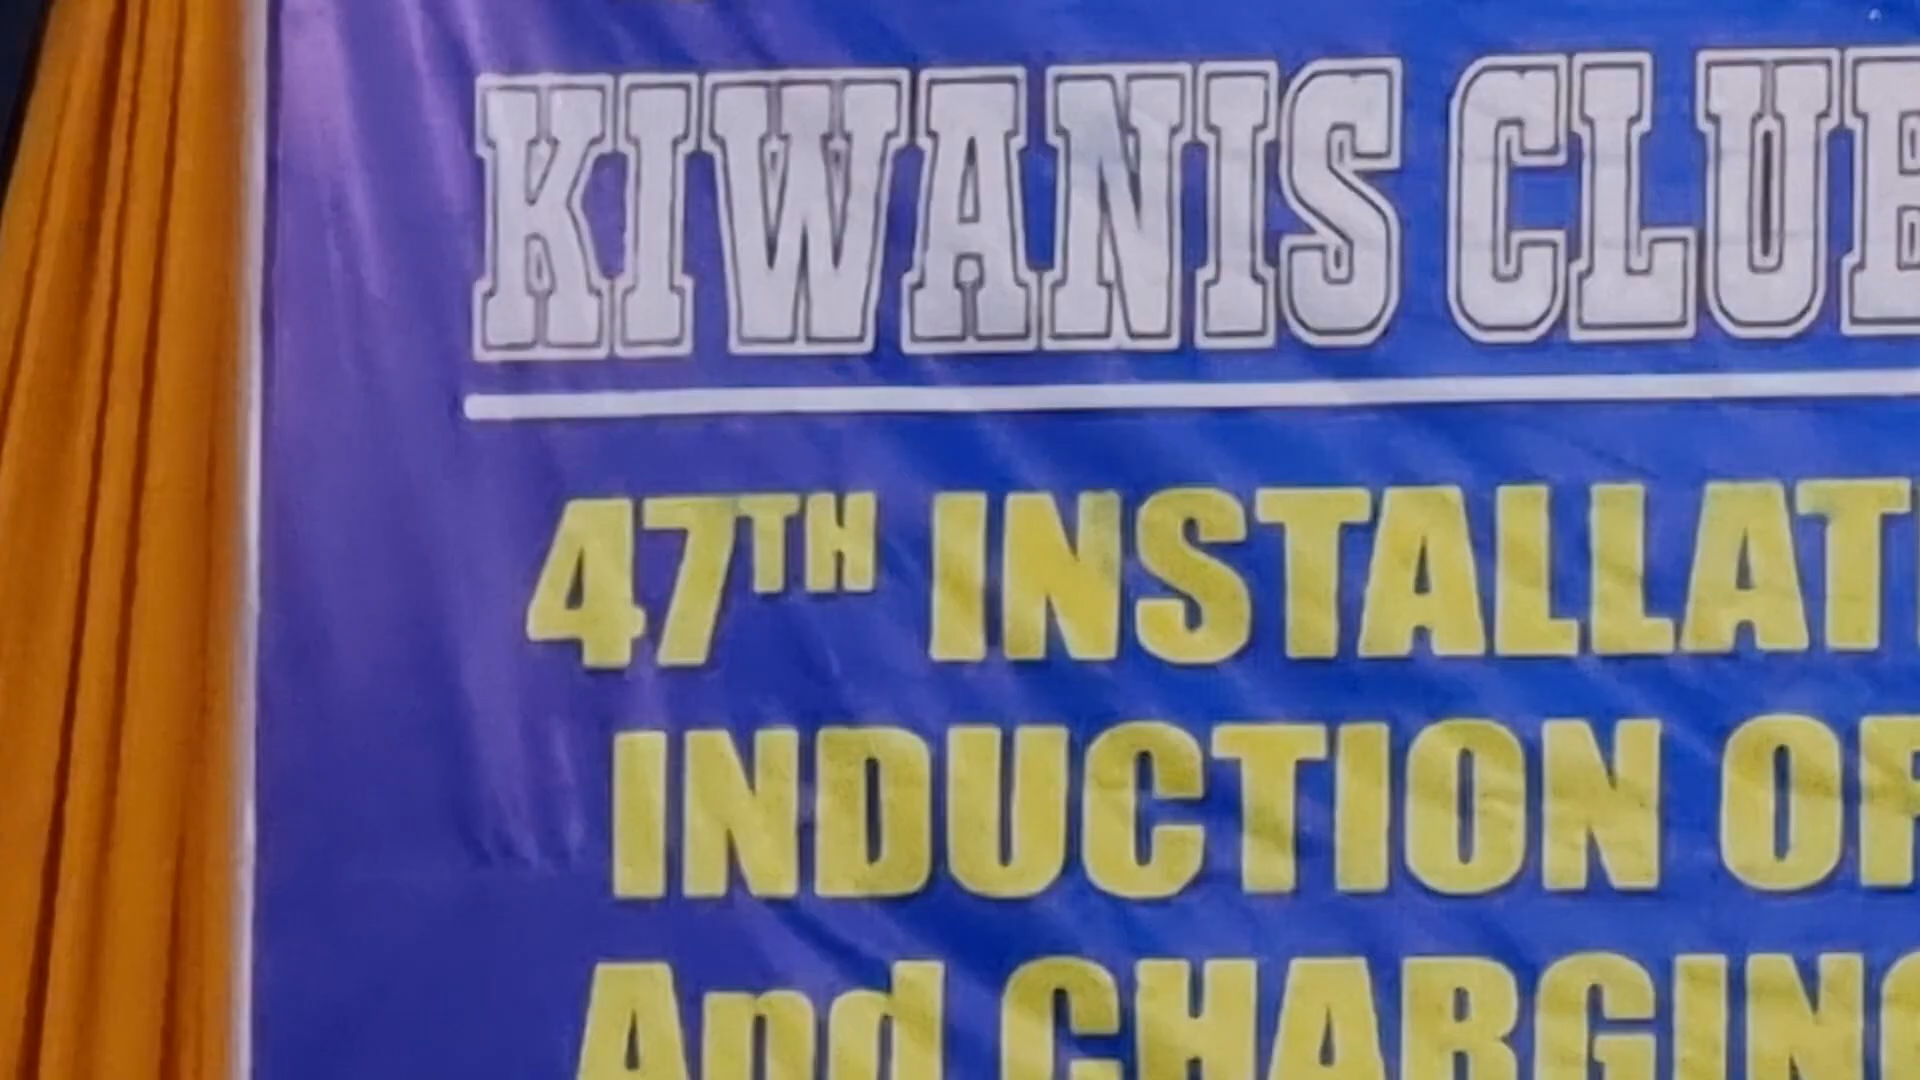 KIWANIS CLUB
47TH INSTALLAT
INDUCTION OF
And CHARGING